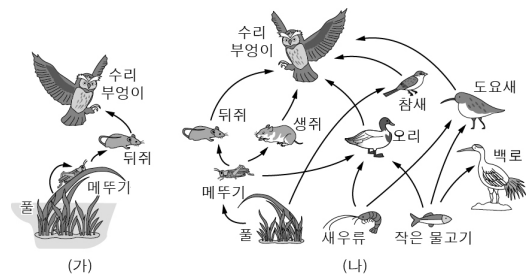 수리
부엉이
뒤쥐
메뚜기
풀
(가)
수리
부엉이
참새
도요새
뒤쥐
생쥐
오리
백로
메뚜기
풀
새우류
작은 물고기
(나)